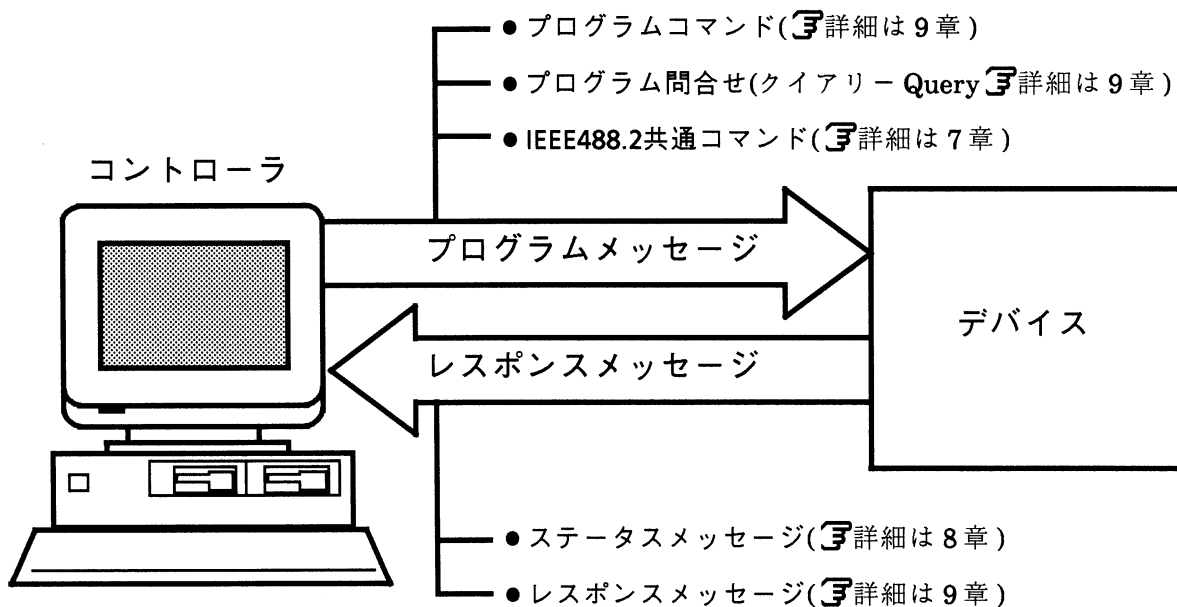 ● プログラムコマンド(☞詳細は 9 章)
● プログラム問合せ(クイアリー Query ☞詳細は 9 章)
● IEEE488.2共通コマンド(☞詳細は 7 章)
コントローラ
プログラムメッセージ
デバイス
レスポンスメッセージ
● ステータスメッセージ(☞詳細は 8 章)
● レスポンスメッセージ(☞詳細は 9 章)